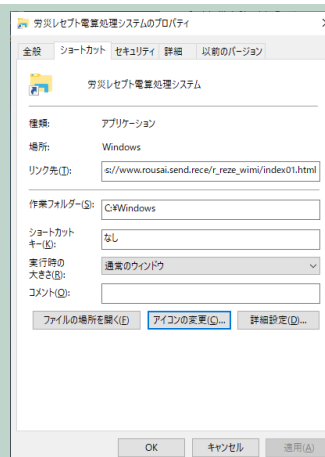 労災レセプト電算処理システムのプロパティ
全般 ショートカット セキュリティ 詳細 以前のバージョン
労災レセプト電算処理システム
種類: アプリケーション
場所: Windows
リンク先(T): s://www.rousai.send.rece/r_reze_wimi/index01.html
作業フォルダー(S): C:¥Windows
ショートカット
キー(K): なし
実行時の
大きさ(R): 通常のウィンドウ
コメント(O):
ファイルの場所を開く(F) アイコンの変更(C)... 詳細設定(D)...
OK キャンセル 適用(A)